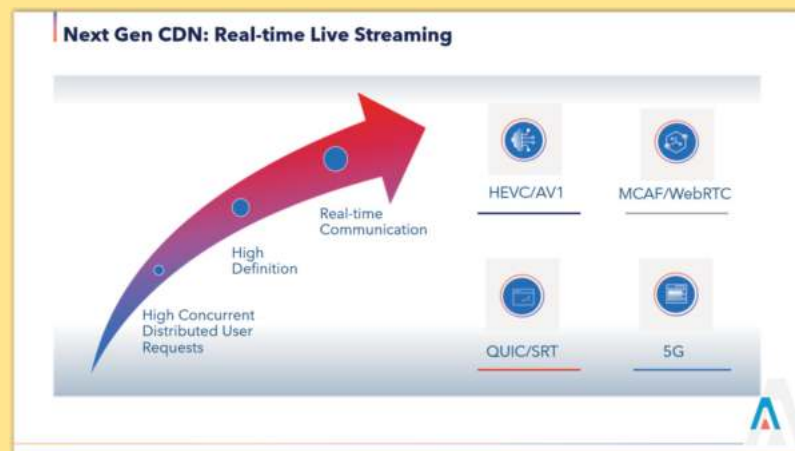 Next Gen CDN: Real-time Live Streaming
HEVC/AV1
MCAF/WebRTC
Real-time
Communication
High
Definition
High Concurrent
Distributed User
Requests
QUIC/SRT
5G